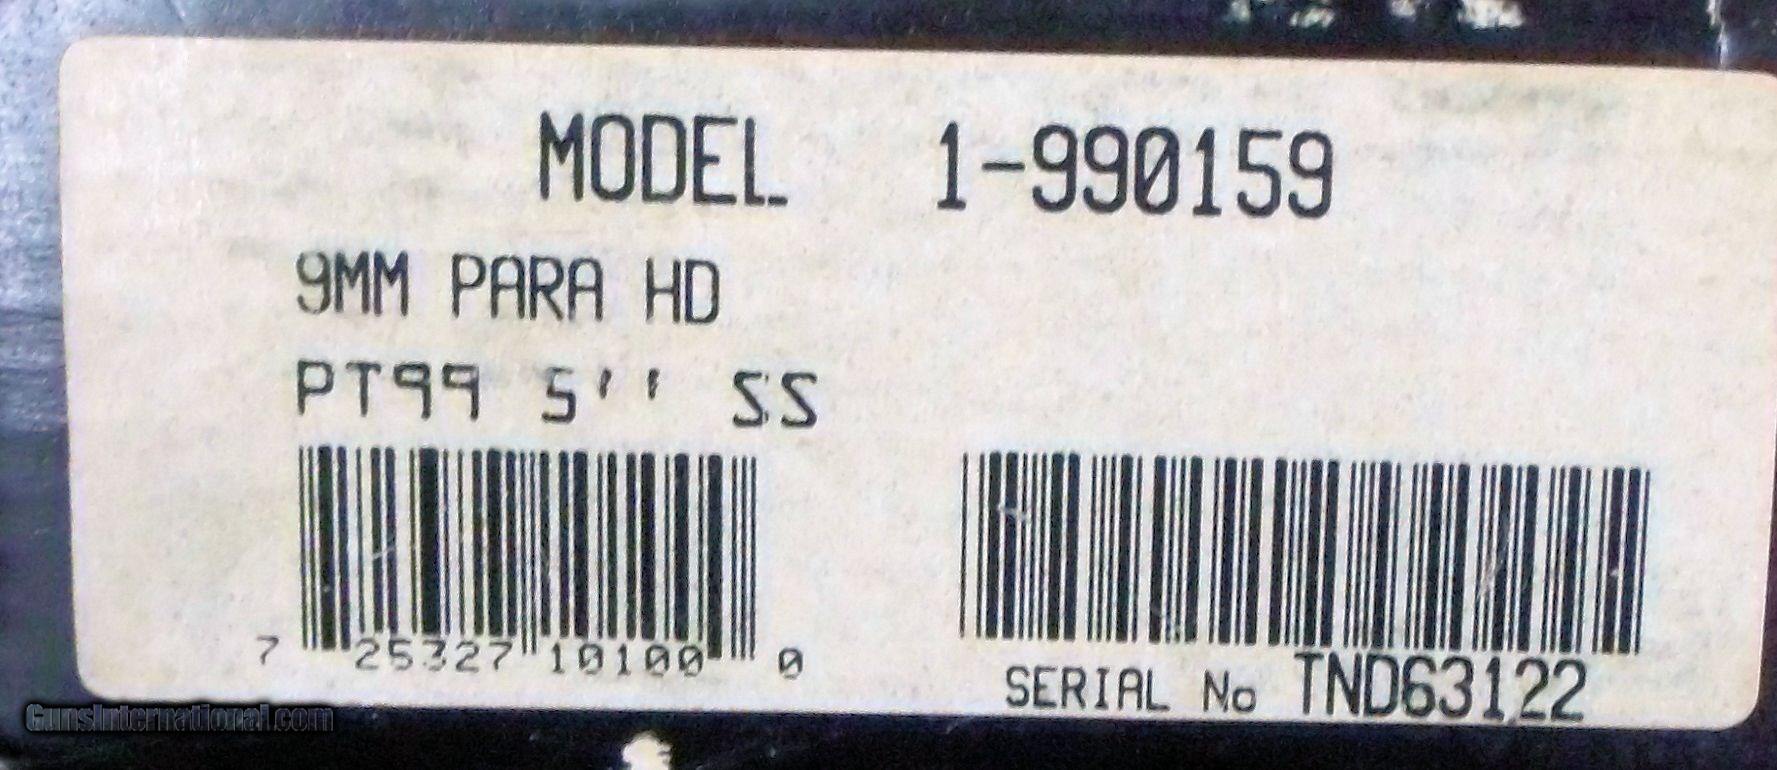 MODEL 1-990159
9MM PARA HD
PT99 5'' SS
7 25327 10100 0
SERIAL No TND63122
GunsInternational.com